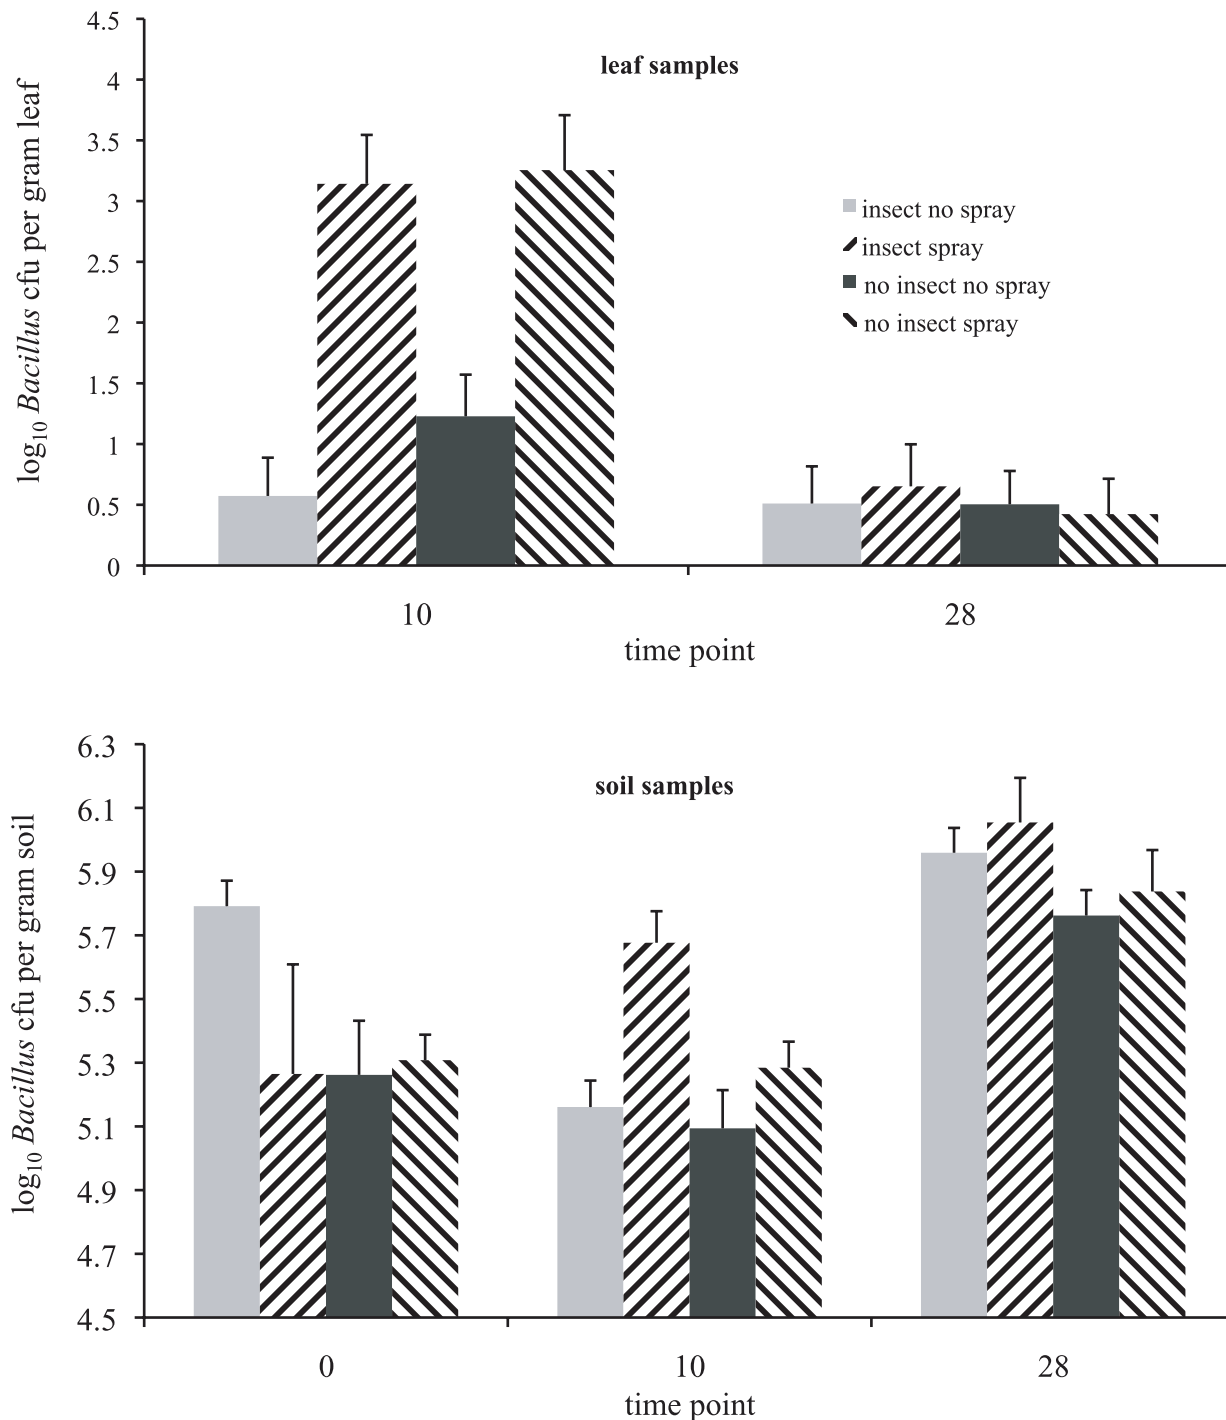 4.5
4
3.5
3
2.5
2
1.5
1
0.5
0
log10 Bacillus cfu per gram leaf
leaf samples
insect no spray
insect spray
no insect no spray
no insect spray
10 28
time point
6.3
6.1
5.9
5.7
5.5
5.3
5.1
4.9
4.7
4.5
log10 Bacillus cfu per gram soil
soil samples
0 10 28
time point